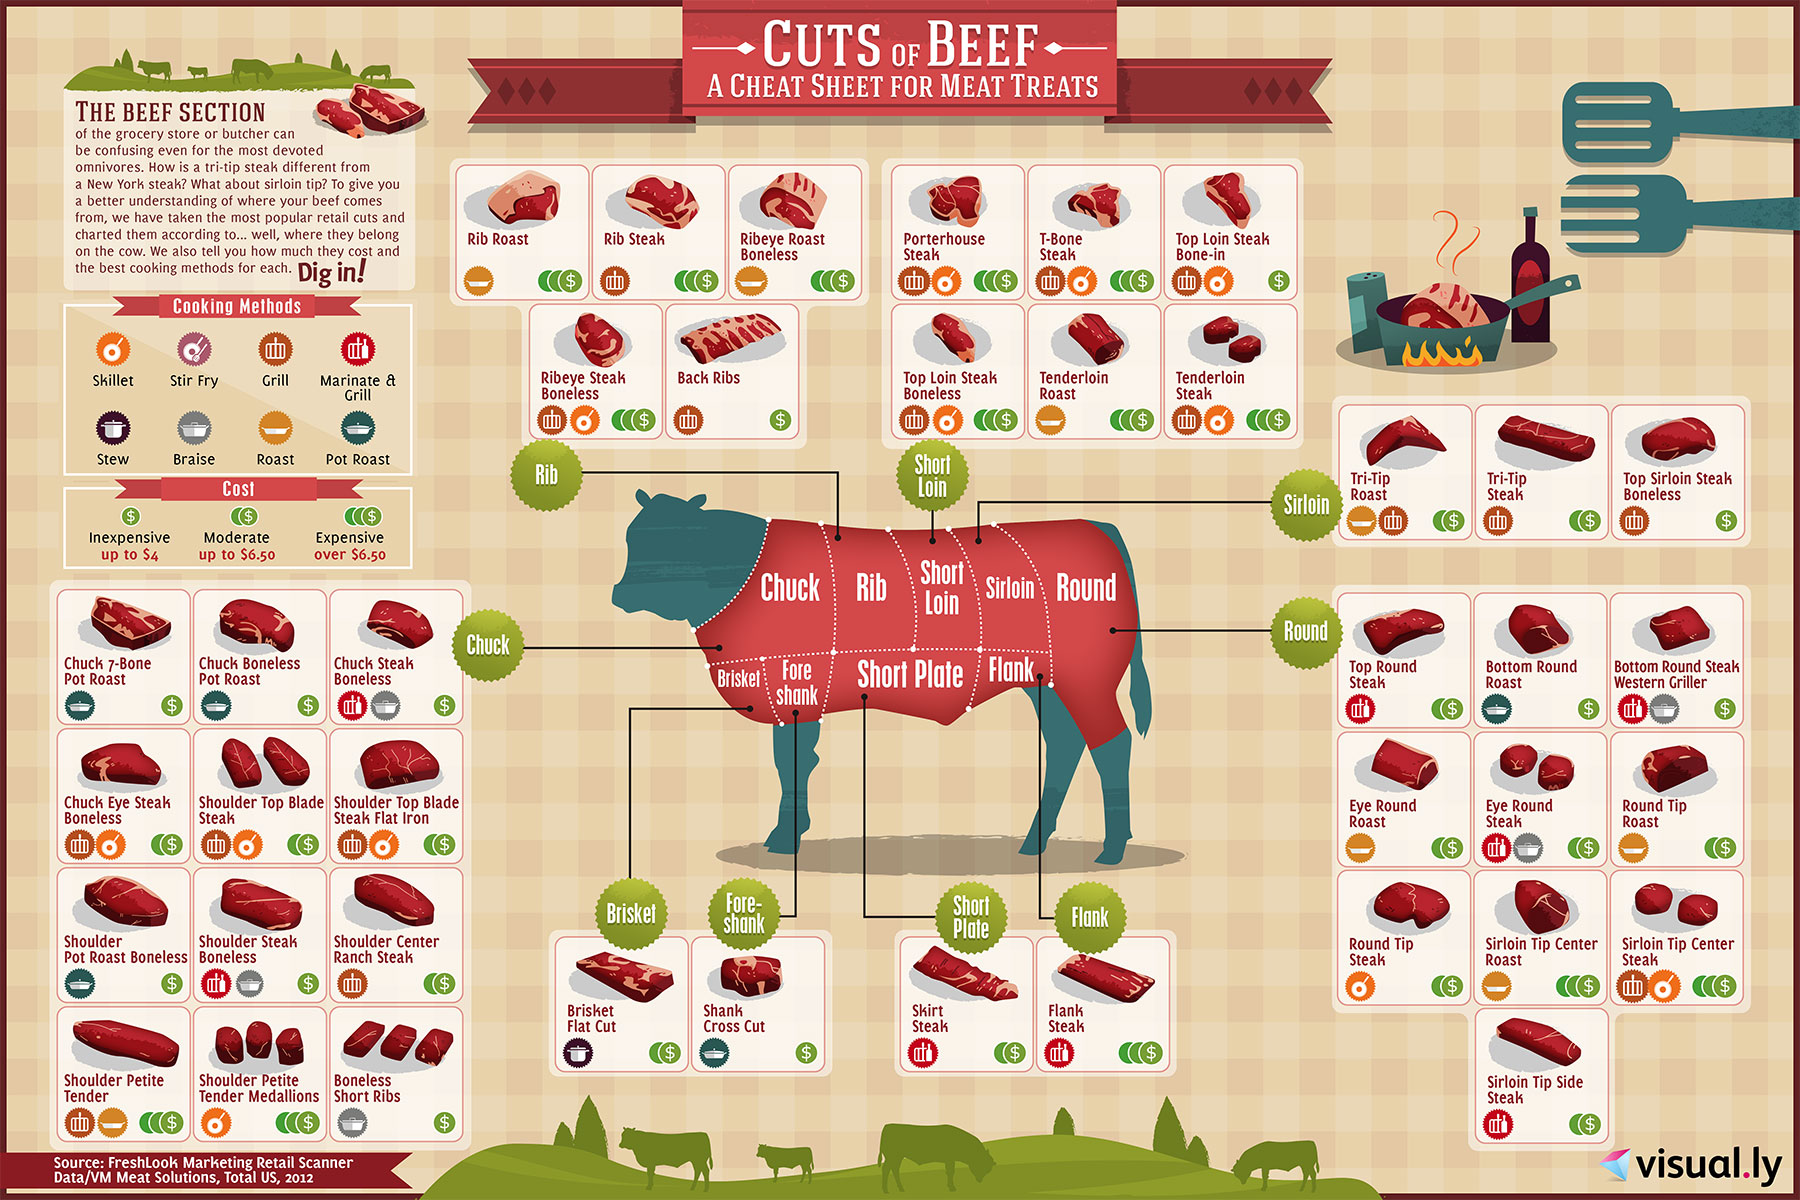 CUTS OF BEEF
A CHEAT SHEET FOR MEAT TREATS
THE BEEF SECTION
of the grocery store or butcher can
be confusing even for the most devoted
omnivores. How is a tri-tip steak different from
a New York steak? What about sirloin tip? To give you
a better understanding of where your beef comes
from, we have taken the most popular retail cuts and
charted them according to... well, where they belong
on the cow. We also tell you how much they cost and
the best cooking methods for each. Dig in!
Cooking Methods
Skillet
Stir Fry
Grill
Marinate &
Grill
Stew
Braise
Roast
Pot Roast
Cost
$
$
$
Inexpensive
up to $4
Moderate
up to $6.50
Expensive
over $6.50
Rib Roast
$
Rib Steak
$
Ribeye Roast
Boneless
$
Ribeye Steak
Boneless
$
Back Ribs
$
Rib
Porterhouse
Steak
$
T-Bone
Steak
$
Top Loin Steak
Bone-in
$
Top Loin Steak
Boneless
$
Tenderloin
Roast
$
Tenderloin
Steak
$
Short
Loin
Sirloin
Tri-Tip
Roast
$
Tri-Tip
Steak
$
Top Sirloin Steak
Boneless
$
Chuck
Rib
Short
Loin
Sirloin
Round
Brisket
Fore
shank
Short Plate
Flank
Chuck
Chuck 7-Bone
Pot Roast
$
Chuck Boneless
Pot Roast
$
Chuck Steak
Boneless
$
Chuck Eye Steak
Boneless
$
Shoulder Top Blade
Steak
$
Shoulder Top Blade
Steak Flat Iron
$
Shoulder
Pot Roast Boneless
$
Shoulder Steak
Boneless
$
Shoulder Center
Ranch Steak
$
Shoulder Petite
Tender
$
Shoulder Petite
Tender Medallions
$
Boneless
Short Ribs
$
Round
Top Round
Steak
$
Bottom Round
Roast
$
Bottom Round Steak
Western Griller
$
Eye Round
Roast
$
Eye Round
Steak
$
Round Tip
Roast
$
Round Tip
Steak
$
Sirloin Tip Center
Roast
$
Sirloin Tip Center
Steak
$
Sirloin Tip Side
Steak
$
Brisket
Brisket
Flat Cut
$
Fore-
shank
Shank
Cross Cut
$
Short
Plate
Skirt
Steak
$
Flank
Flank
Steak
$
Source: FreshLook Marketing Retail Scanner
Data/VM Meat Solutions, Total US, 2012
visual.ly